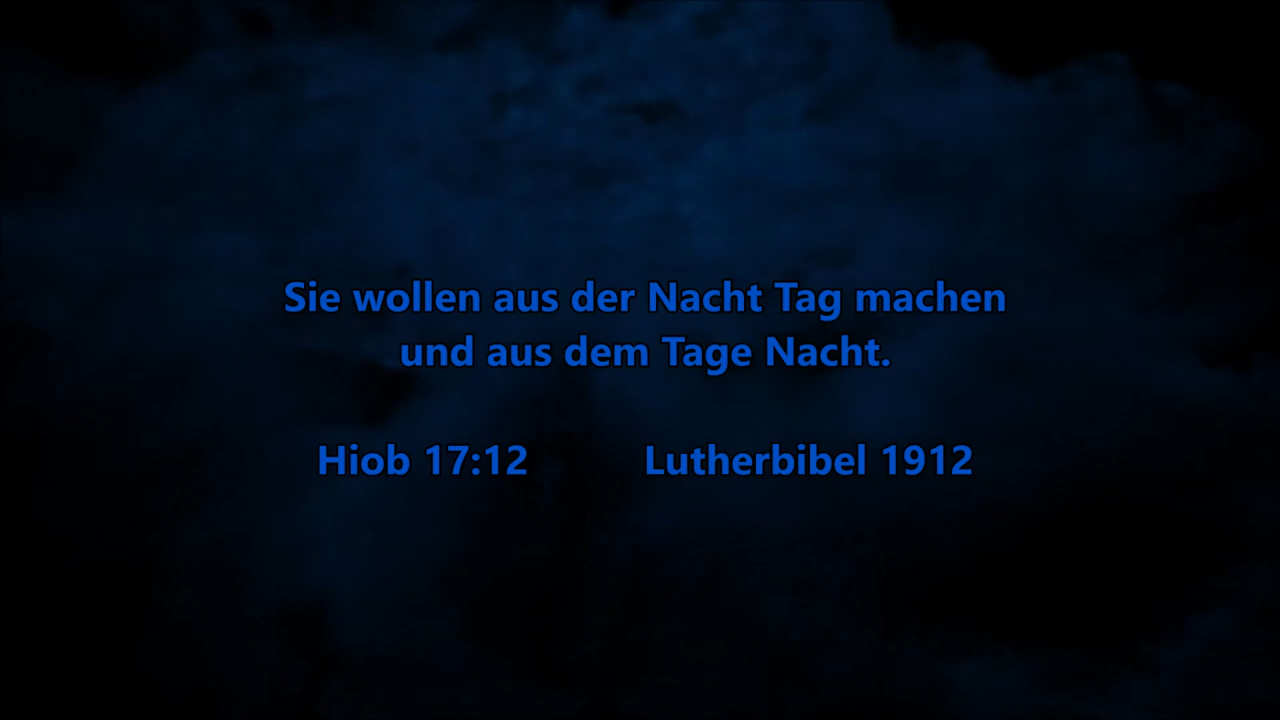 Sie wollen aus der Nacht Tag machen
und aus dem Tage Nacht.
Hiob 17:12 Lutherbibel 1912